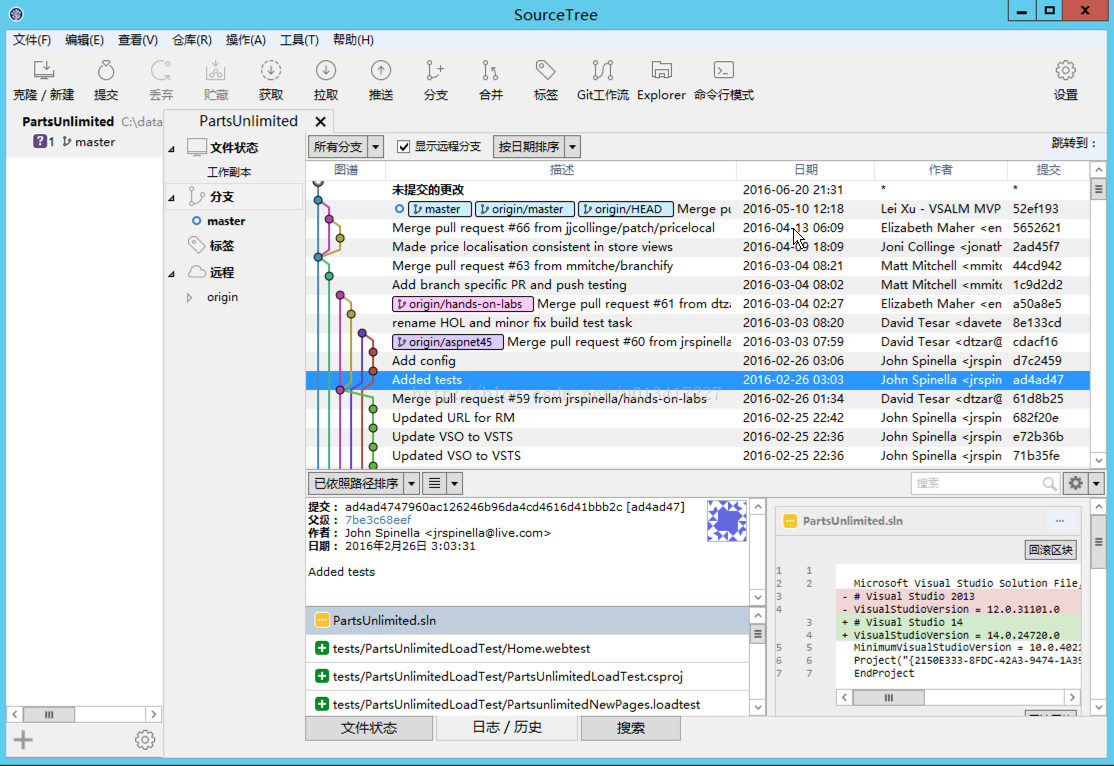 SourceTree
文件(F) 编辑(E) 查看(V) 仓库(R) 操作(A) 工具(T) 帮助(H)
克隆 / 新建 提交 丢弃 贮藏 获取 拉取 推送 分支 合并 标签 Git工作流 Explorer 命令行模式 设置
PartsUnlimited C:\data
?1 master
PartsUnlimited
文件状态
工作副本
分支
master
标签
远程
origin
所有分支 显示远程分支 按日期排序 跳转到：
图谱 描述 日期 作者 提交
未提交的更改 2016-06-20 21:31 * *
master origin/master origin/HEAD Merge pu 2016-05-10 12:18 Lei Xu - VSALM MVP 52ef193
Merge pull request #66 from jjcollinge/patch/pricelocal 2016-04-13 06:09 Elizabeth Maher <en 5652621
Made price localisation consistent in store views 2016-04-09 18:09 Joni Collinge <jonath 2ad45f7
Merge pull request #63 from mmitche/branchify 2016-03-04 08:21 Matt Mitchell <mmitc 44cd942
Add branch specific PR and push testing 2016-03-04 08:02 Matt Mitchell <mmitc 1c9d2d2
origin/hands-on-labs Merge pull request #61 from dtza 2016-03-04 02:27 Elizabeth Maher <en a50a8e5
rename HOL and minor fix build test task 2016-03-03 08:20 David Tesar <davete 8e133cd
origin/aspnet45 Merge pull request #60 from jrspinella 2016-03-03 07:59 David Tesar <dtzar@ cdacf16
Add config 2016-02-26 03:06 John Spinella <jrspin d7c2459
Added tests 2016-02-26 03:03 John Spinella <jrspin ad4ad47
Merge pull request #59 from jrspinella/hands-on-labs 2016-02-26 01:34 David Tesar <dtzar@ 61d8b25
Updated URL for RM 2016-02-25 22:42 John Spinella <jrspin 682f20e
Update VSO to VSTS 2016-02-25 22:36 John Spinella <jrspin e72b36b
Updated VSO to VSTS 2016-02-25 22:36 John Spinella <jrspin 71b35fe
已依照路径排序 搜索
提交： ad4ad4747960ac126246b96da4cd4616d41bbb2c [ad4ad47]
父级： 7be3c68eef
作者： John Spinella <jrspinella@live.com>
日期： 2016年2月26日 3:03:31
Added tests
PartsUnlimited.sln
tests/PartsUnlimitedLoadTest/Home.webtest
tests/PartsUnlimitedLoadTest/PartsUnlimitedLoadTest.csproj
tests/PartsUnlimitedLoadTest/PartsunlimitedNewPages.loadtest
PartsUnlimited.sln ...
回滚区块
1 1
2 2 Microsoft Visual Studio Solution File,
3 - # Visual Studio 2013
4 - VisualStudioVersion = 12.0.31101.0
3 + # Visual Studio 14
4 + VisualStudioVersion = 14.0.24720.0
5 5 MinimumVisualStudioVersion = 10.0.4021
6 6 Project("{2150E333-8FDC-42A3-9474-1A39
7 7 EndProject
文件状态 日志 / 历史 搜索